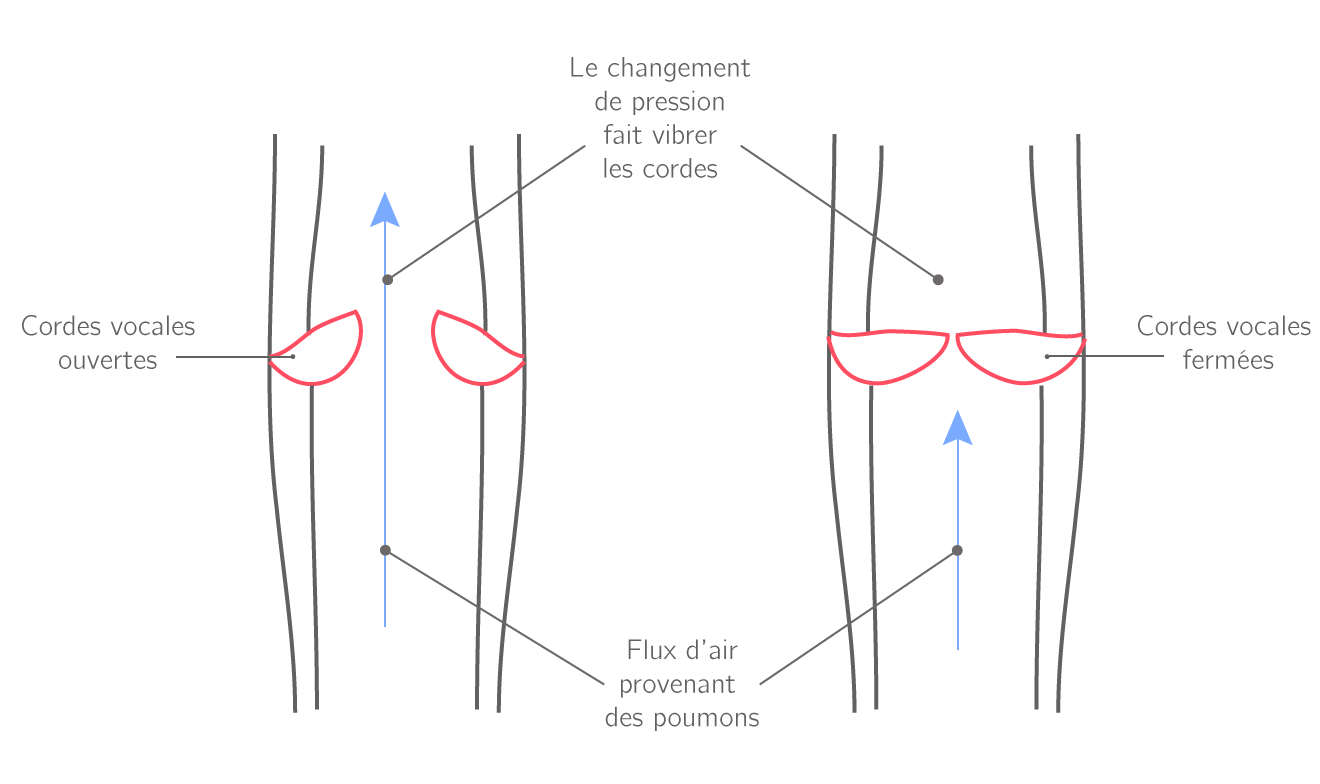 Le changement
de pression
fait vibrer
les cordes
Cordes vocales
ouvertes
Cordes vocales
fermées
Flux d'air
provenant
des poumons